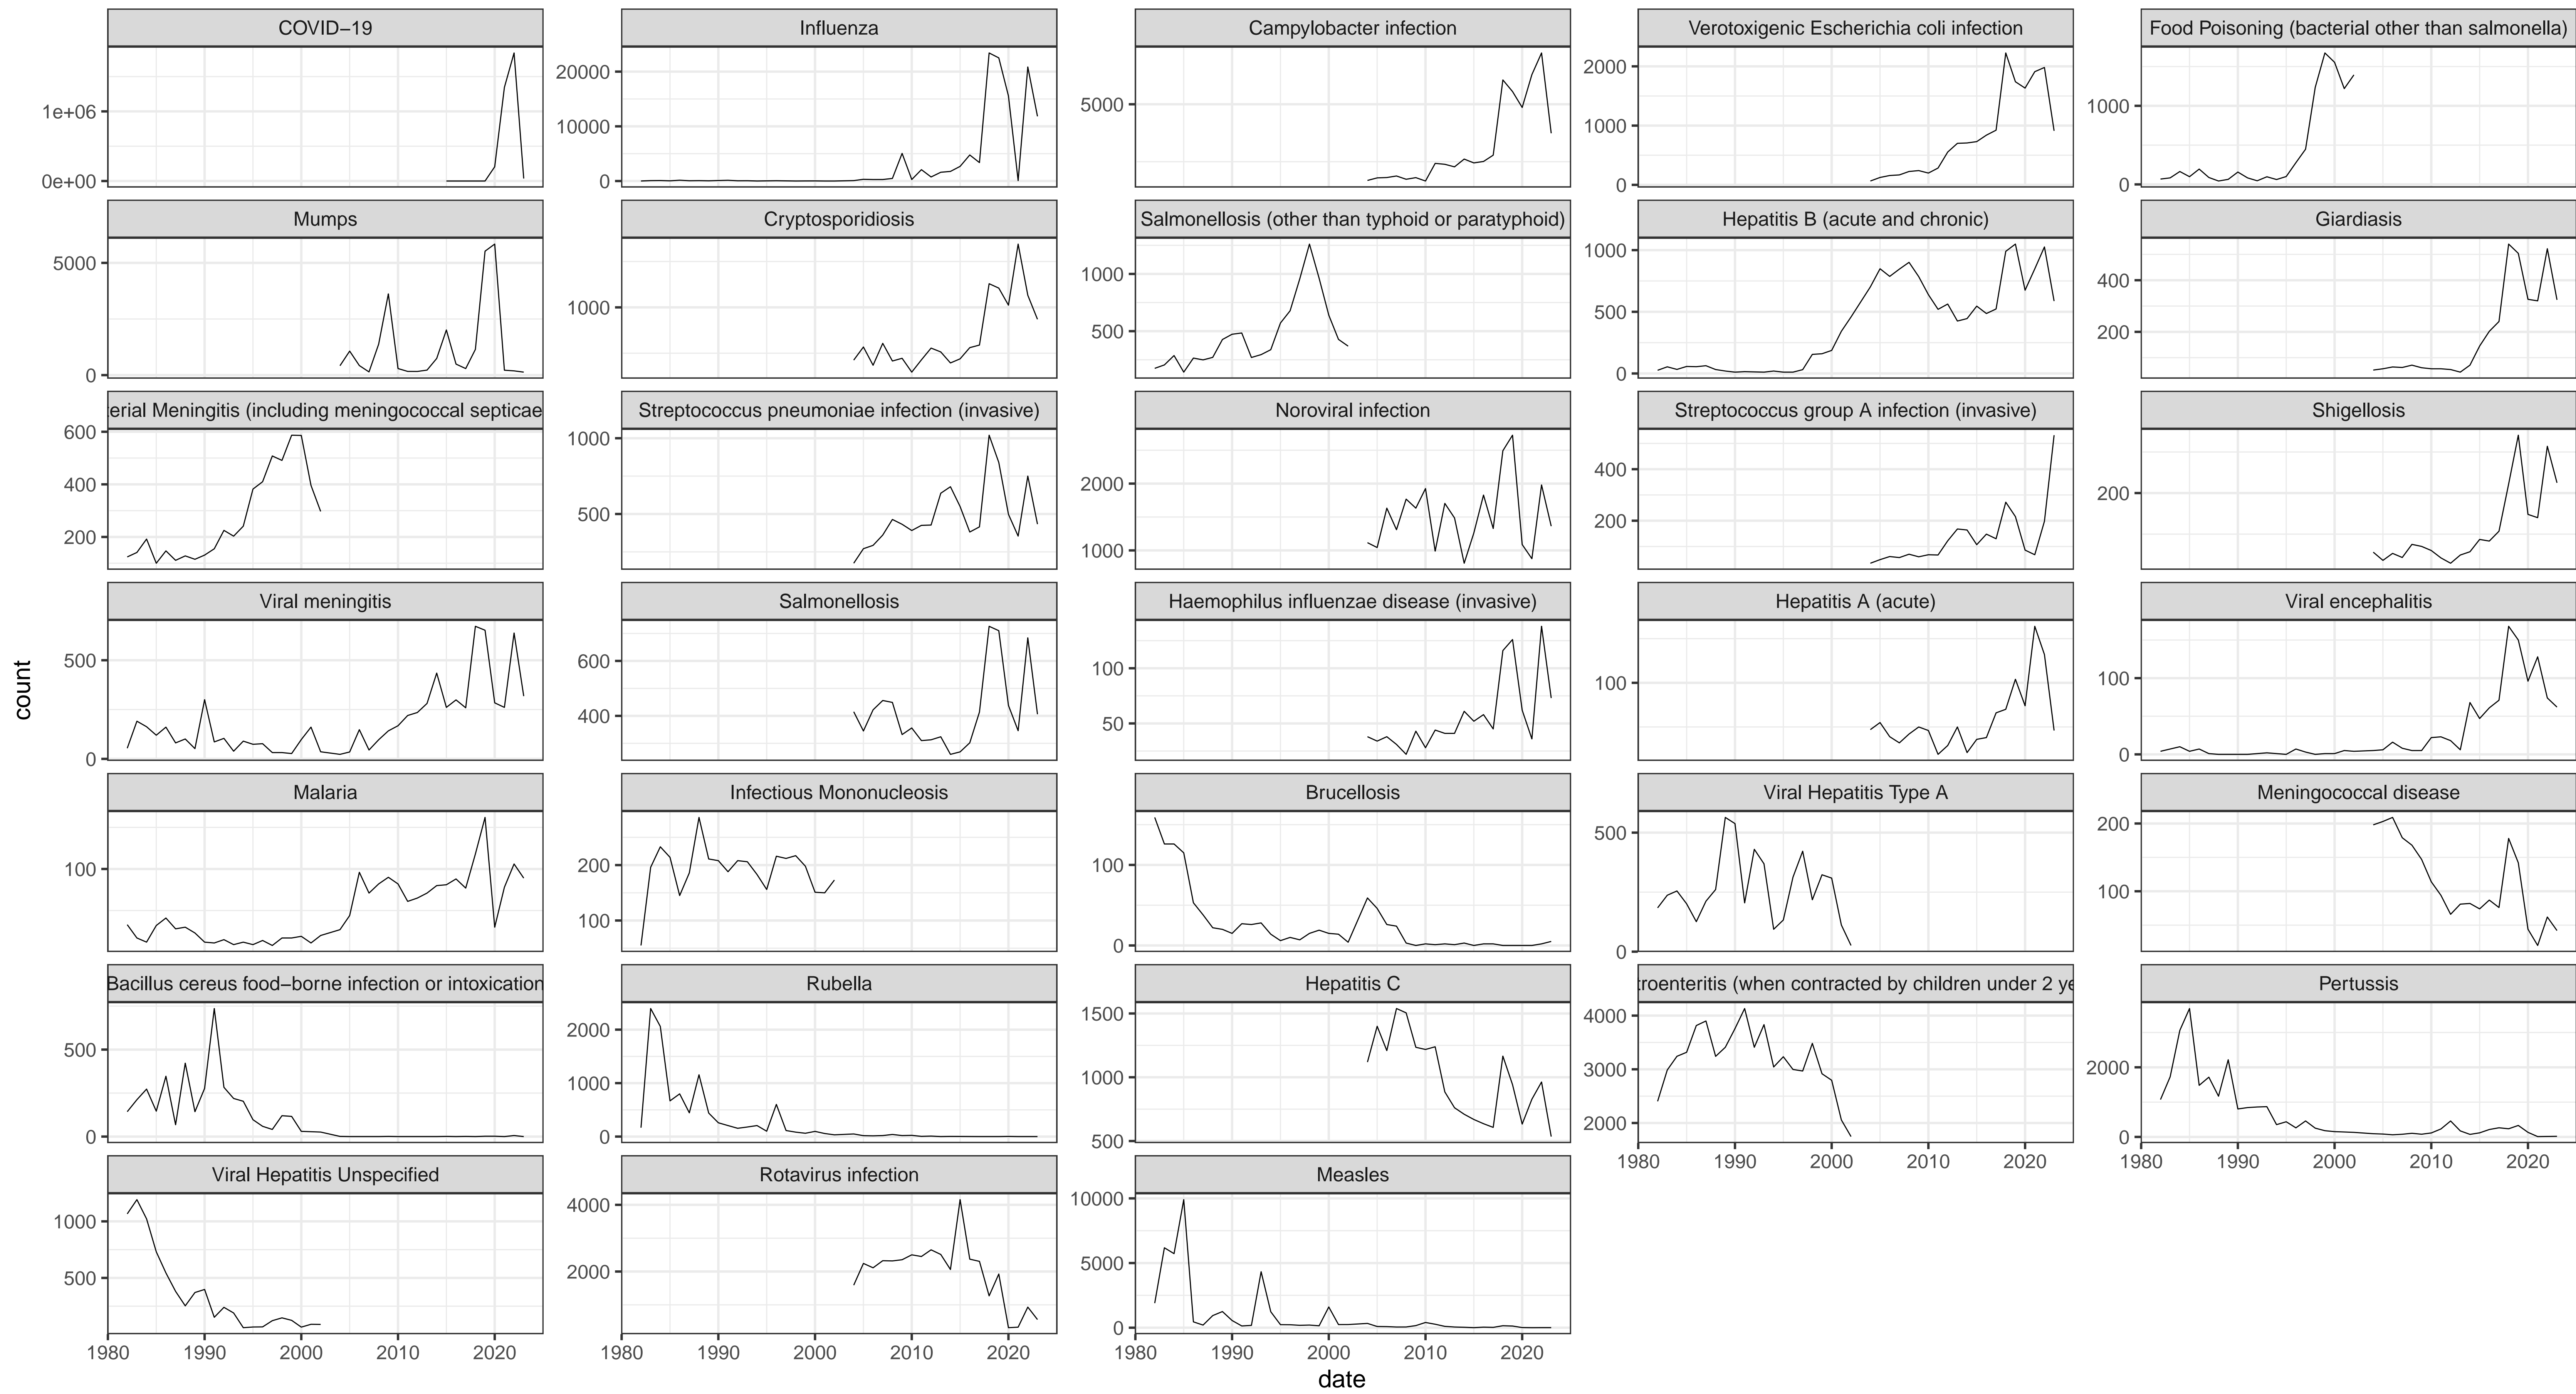 COVID−19
Influenza
Campylobacter infection
Verotoxigenic Escherichia coli infection
Food Poisoning (bacterial other than salmonella)
1e+06
0e+00
20000
10000
0
5000
2000
1000
0
1000
0
Mumps
Cryptosporidiosis
Salmonellosis (other than typhoid or paratyphoid)
Hepatitis B (acute and chronic)
Giardiasis
5000
0
1000
1000
500
1000
500
0
400
200
erial Meningitis (including meningococcal septicae
Streptococcus pneumoniae infection (invasive)
Noroviral infection
Streptococcus group A infection (invasive)
Shigellosis
600
400
200
1000
500
2000
1000
400
200
200
Viral meningitis
Salmonellosis
Haemophilus influenzae disease (invasive)
Hepatitis A (acute)
Viral encephalitis
500
0
600
400
100
50
100
100
0
Malaria
Infectious Mononucleosis
Brucellosis
Viral Hepatitis Type A
Meningococcal disease
100
200
100
100
0
500
0
200
100
Bacillus cereus food−borne infection or intoxication
Rubella
Hepatitis C
troenteritis (when contracted by children under 2 ye
Pertussis
500
0
2000
1000
0
1500
1000
500
4000
3000
2000
2000
0
1980 1990 2000 2010 2020
1980 1990 2000 2010 2020
Viral Hepatitis Unspecified
Rotavirus infection
Measles
1000
500
4000
2000
10000
5000
0
1980 1990 2000 2010 2020
1980 1990 2000 2010 2020
1980 1990 2000 2010 2020
date
count